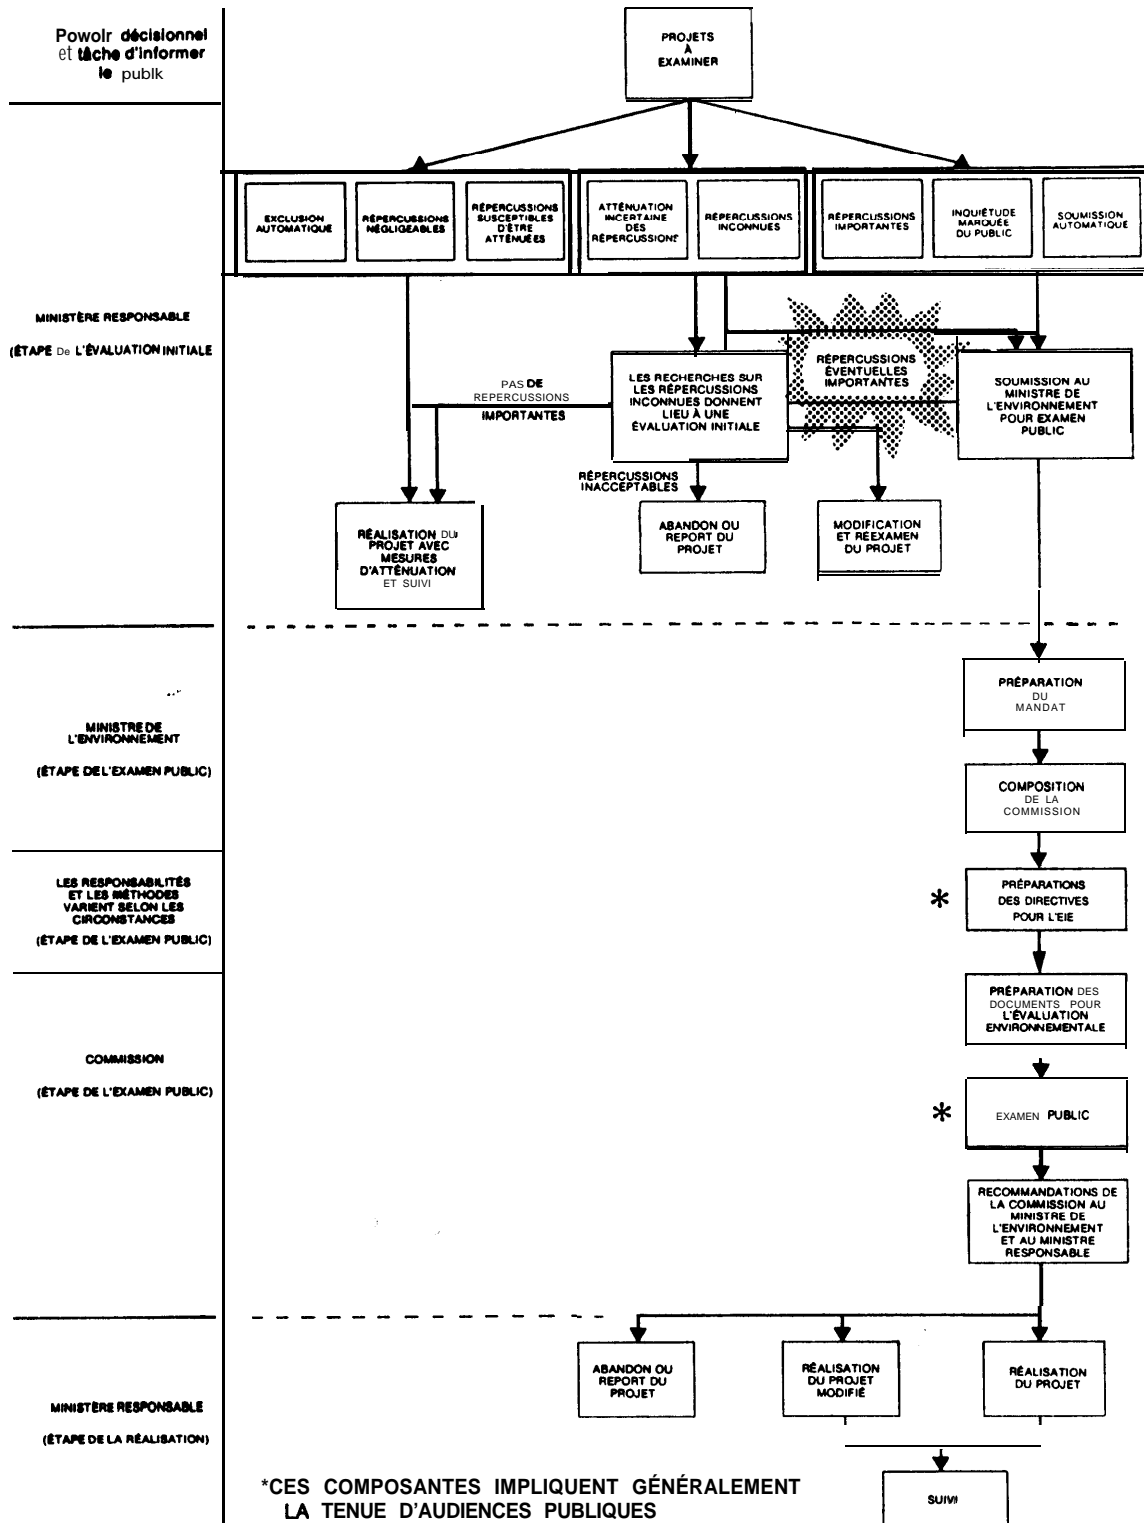 Powoir décisionnel
et tâche d'informer
le publk
PROJETS
À
EXAMINER
EXCLUSION
AUTOMATIQUE
RÉPERCUSSIONS
NÉGLIGEABLES
RÉPERCUSSIONS
SUSCEPTIBLES
D'ÊTRE
ATTÉNUÉES
ATTÉNUATION
INCERTAINE
DES
RÉPERCUSSIONS
RÉPERCUSSIONS
INCONNUES
RÉPERCUSSIONS
IMPORTANTES
INQUIÉTUDE
MARQUÉE
DU PUBLIC
SOUMISSION
AUTOMATIQUE
MINISTÈRE RESPONSABLE
(ÉTAPE De L'ÉVALUATION INITIALE
PAS DE
REPERCUSSIONS
IMPORTANTES
LES RECHERCHES SUR
LES RÉPERCUSSIONS
INCONNUES DONNENT
LIEU À UNE
ÉVALUATION INITIALE
RÉPERCUSSIONS
ÉVENTUELLES
IMPORTANTES
SOUMISSION AU
MINISTRE DE
L'ENVIRONNEMENT
POUR EXAMEN
PUBLIC
RÉPERCUSSIONS
INACCEPTABLES
RÉALISATION DU
PROJET AVEC
MESURES
D'ATTÉNUATION
ET SUIVI
ABANDON OU
REPORT DU
PROJET
MODIFICATION
ET REEXAMEN
DU PROJET
MINISTRE DE
L'ENVIRONNEMENT
(ÉTAPE DE L'EXAMEN PUBLIC)
PRÉPARATION
DU
MANDAT
COMPOSITION
DE LA
COMMISSION
LES RESPONSABILITÉS
ET LES MÉTHODES
VARIENT SELON LES
CIRCONSTANCES
(ÉTAPE DE L'EXAMEN PUBLIC)
*
PRÉPARATIONS
DES DIRECTIVES
POUR L'EIE
COMMISSION
(ÉTAPE DE L'EXAMEN PUBLIC)
PRÉPARATION DES
DOCUMENTS POUR
L'ÉVALUATION
ENVIRONNEMENTALE
*
EXAMEN PUBLIC
RECOMMANDATIONS DE
LA COMMISSION AU
MINISTRE DE
L'ENVIRONNEMENT
ET AU MINISTRE
RESPONSABLE
MINISTÈRE RESPONSABLE
(ÉTAPE DE LA RÉALISATION)
ABANDON OU
REPORT DU
PROJET
RÉALISATION
DU PROJET
MODIFIÉ
RÉALISATION
DU PROJET
SUIVI
*CES COMPOSANTES IMPLIQUENT GÉNÉRALEMENT
LA TENUE D'AUDIENCES PUBLIQUES